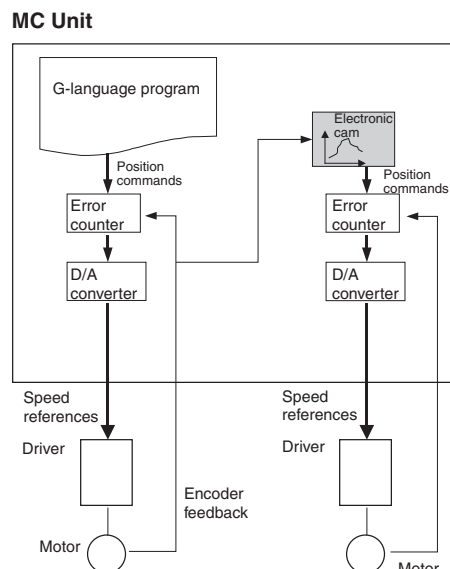 MC Unit
G-language program
Position
commands
Error
counter
D/A
converter
Speed
references
Driver
Motor
Encoder
feedback
Electronic
cam
Position
commands
Error
counter
D/A
converter
Speed
references
Driver
Motor